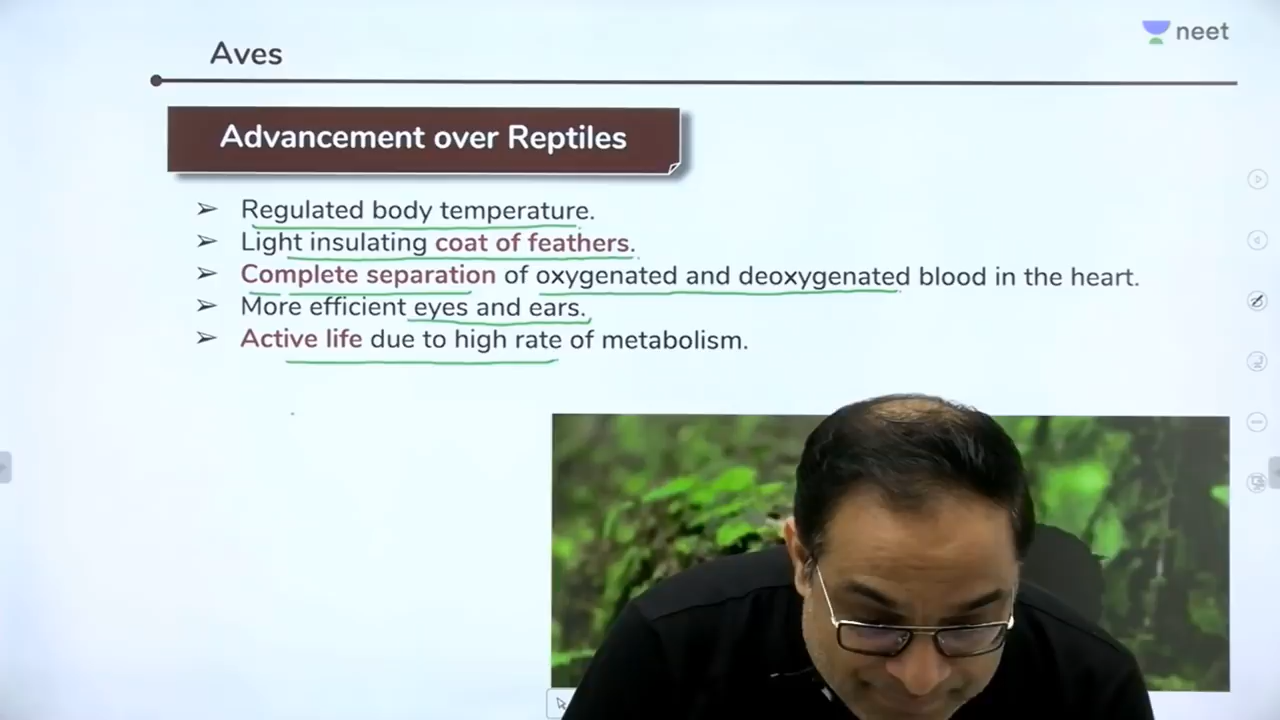 neet
Aves
Advancement over Reptiles
➢ Regulated body temperature.
➢ Light insulating coat of feathers.
➢ Complete separation of oxygenated and deoxygenated blood in the heart.
➢ More efficient eyes and ears.
➢ Active life due to high rate of metabolism.